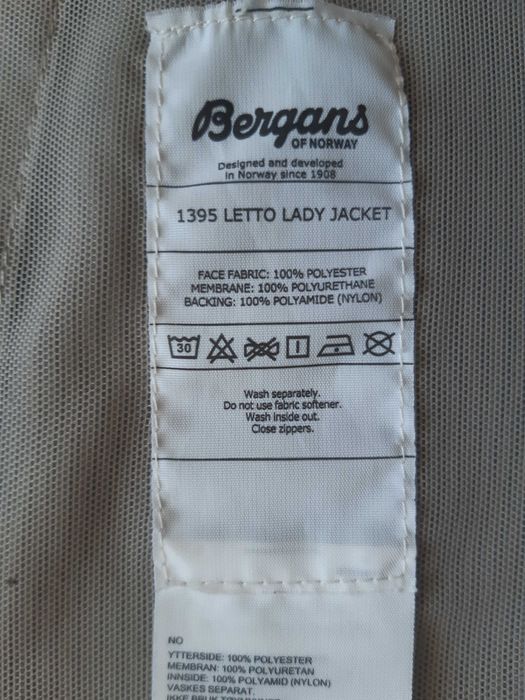 Bergans
OF NORWAY
Designed and developed
in Norway since 1908
1395 LETTO LADY JACKET
FACE FABRIC: 100% POLYESTER
MEMBRANE: 100% POLYURETHANE
BACKING: 100% POLYAMIDE (NYLON)
30
Wash separately.
Do not use fabric softener.
Wash inside out.
Close zippers.
NO
YTTERSIDE: 100% POLYESTER
MEMBRAN: 100% POLYURETAN
INNSIDE: 100% POLYAMID (NYLON)
VASKES SEPARAT.
IKKE BRUK